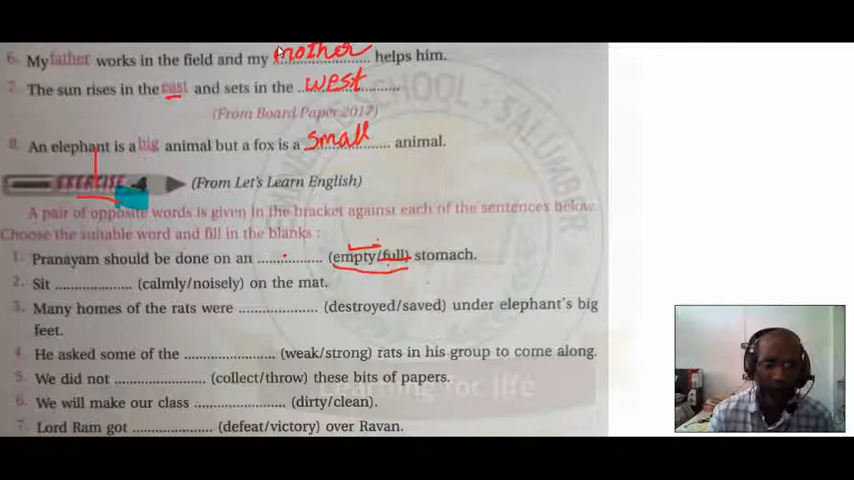 6. My father works in the field and my mother helps him.
7. The sun rises in the east and sets in the west
(From Board Paper 2017)
8. An elephant is a big animal but a fox is a small animal.
EXERCISE-4 (From Let's Learn English)
A pair of opposite words is given in the bracket against each of the sentences below.
Choose the suitable word and fill in the blanks :
1. Pranayam should be done on an .................. (empty/full) stomach.
2. Sit ...................... (calmly/noisely) on the mat.
3. Many homes of the rats were ...................... (destroyed/saved) under elephant's big
feet.
4. He asked some of the .......................... (weak/strong) rats in his group to come along.
5. We did not .......................... (collect/throw) these bits of papers.
6. We will make our class .......................... (dirty/clean).
7. Lord Ram got ...................... (defeat/victory) over Ravan.
SCHOOL
SALUMBER
Learning for life